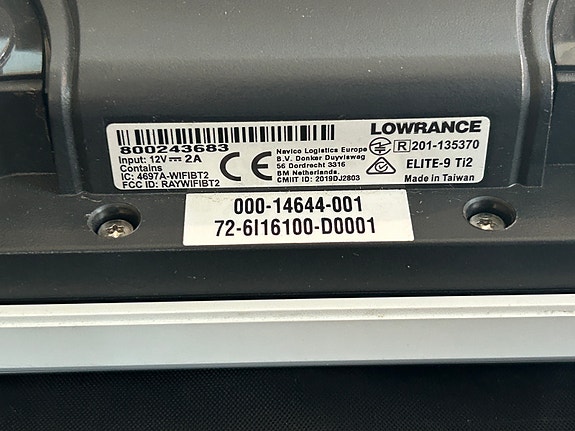 800243683
Input: 12V ⎓ 2A
Contains
IC: 4697A-WIFIBT2
FCC ID: RAYWIFIBT2
CE
Navico Logistics Europe
B.V. Donker Duyvisweg
56 Dordrecht 3316
BM Netherlands.
CMIIT ID: 2019DJ2803
LOWRANCE
R 201-135370
ELITE-9 Ti2
Made in Taiwan
000-14644-001
72-6I16100-D0001